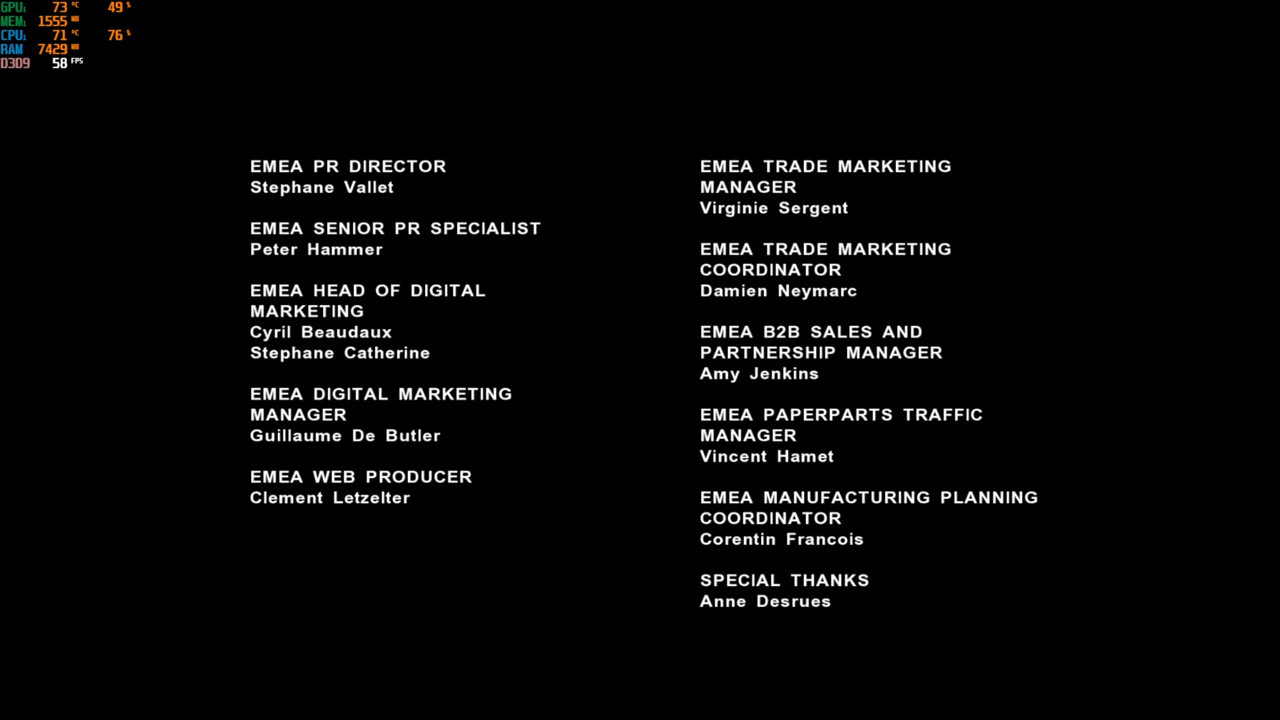 GPU: 73 °C 49 %
MEM: 1555 MB
CPU: 71 °C 76 %
RAM 7429 MB
D3D9 58 FPS
EMEA PR DIRECTOR
Stephane Vallet
EMEA SENIOR PR SPECIALIST
Peter Hammer
EMEA HEAD OF DIGITAL
MARKETING
Cyril Beaudaux
Stephane Catherine
EMEA DIGITAL MARKETING
MANAGER
Guillaume De Butler
EMEA WEB PRODUCER
Clement Letzelter
EMEA TRADE MARKETING
MANAGER
Virginie Sergent
EMEA TRADE MARKETING
COORDINATOR
Damien Neymarc
EMEA B2B SALES AND
PARTNERSHIP MANAGER
Amy Jenkins
EMEA PAPERPARTS TRAFFIC
MANAGER
Vincent Hamet
EMEA MANUFACTURING PLANNING
COORDINATOR
Corentin Francois
SPECIAL THANKS
Anne Desrues